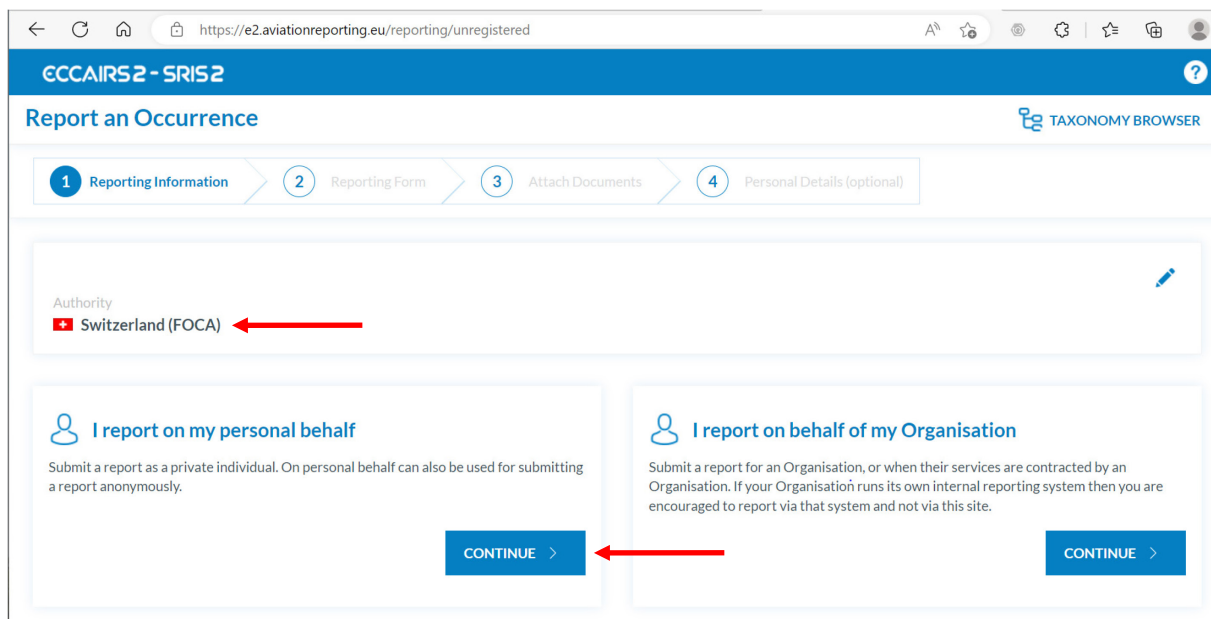 https://e2.aviationreporting.eu/reporting/unregistered
ECCAIRS2 - SRIS2
?
Report an Occurrence
TAXONOMY BROWSER
1 Reporting Information
2 Reporting Form
3 Attach Documents
4 Personal Details (optional)
Authority
Switzerland (FOCA)
I report on my personal behalf
Submit a report as a private individual. On personal behalf can also be used for submitting
a report anonymously.
CONTINUE >
I report on behalf of my Organisation
Submit a report for an Organisation, or when their services are contracted by an
Organisation. If your Organisation runs its own internal reporting system then you are
encouraged to report via that system and not via this site.
CONTINUE >